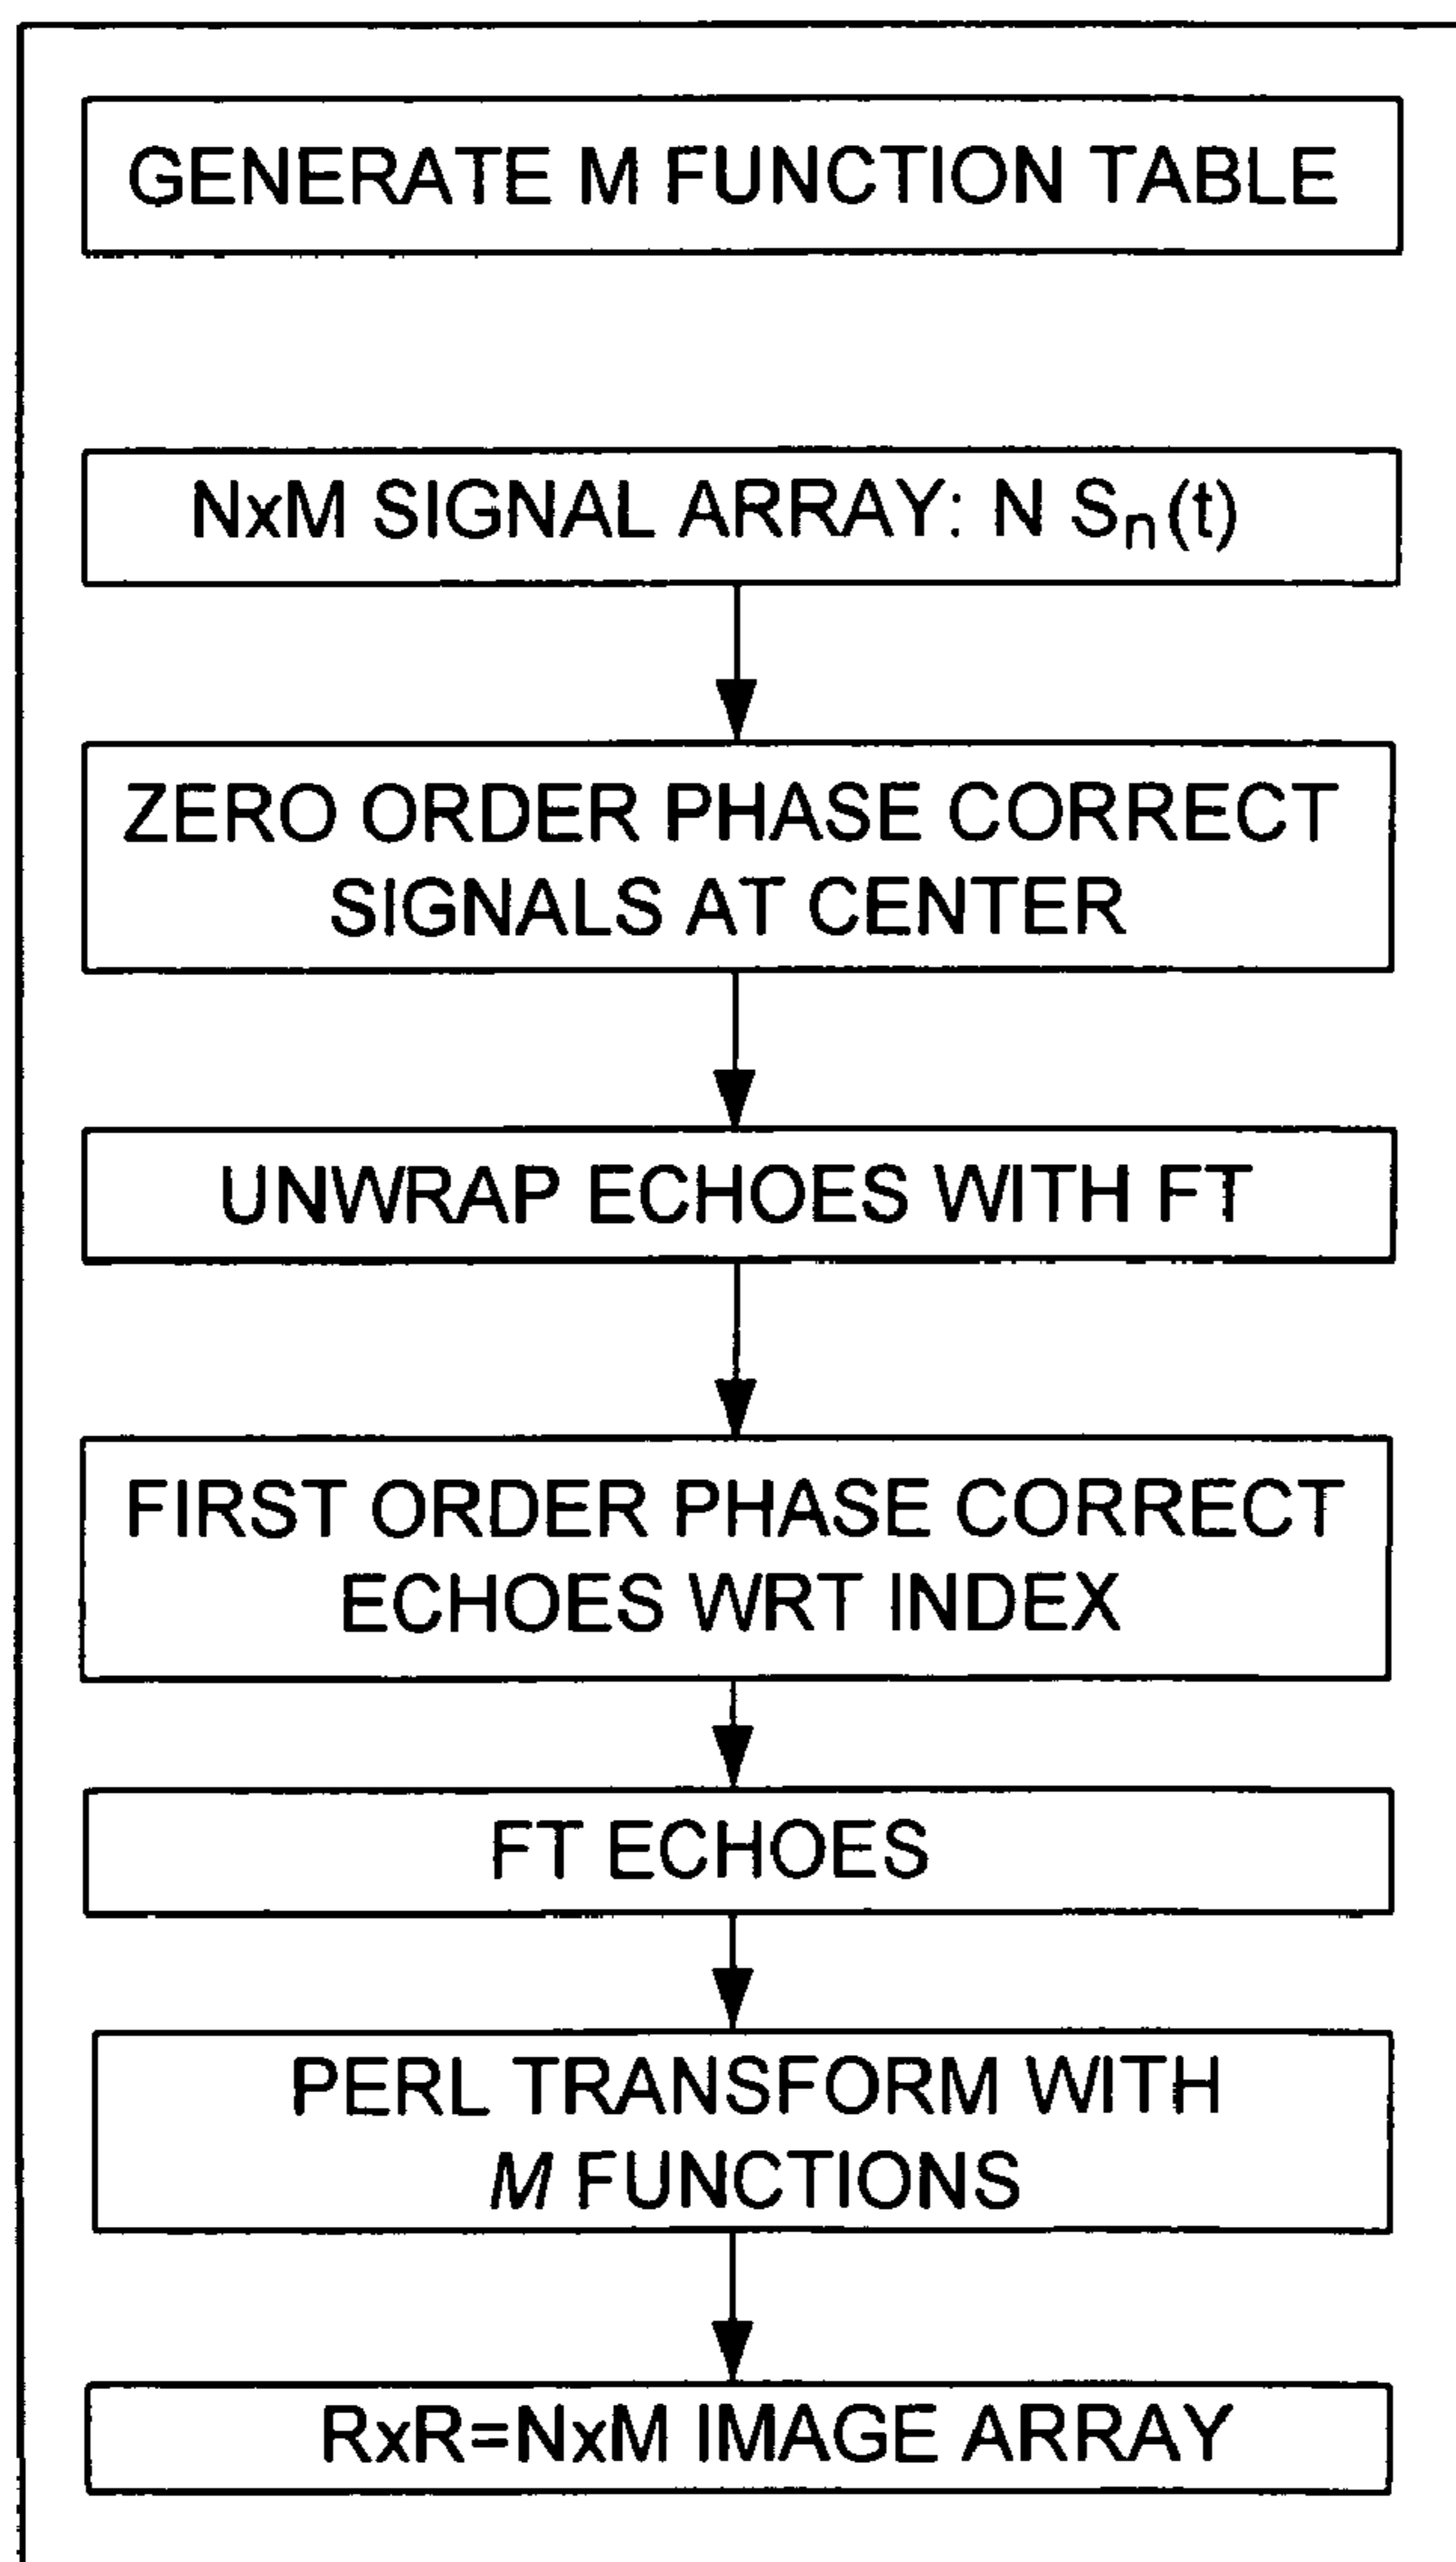 GENERATE M FUNCTION TABLE
NxM SIGNAL ARRAY: N Sₙ(t)
ZERO ORDER PHASE CORRECT
SIGNALS AT CENTER
UNWRAP ECHOES WITH FT
FIRST ORDER PHASE CORRECT
ECHOES WRT INDEX
FT ECHOES
PERL TRANSFORM WITH
M FUNCTIONS
RxR=NxM IMAGE ARRAY